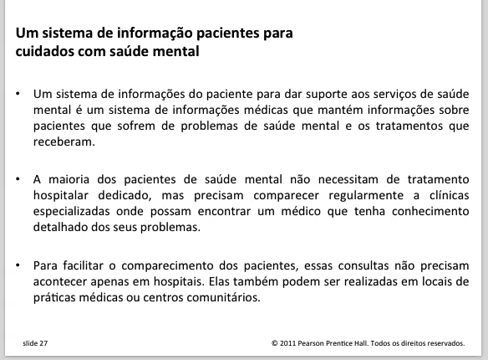 Um sistema de informação pacientes para
cuidados com saúde mental
• Um sistema de informações do paciente para dar suporte aos serviços de saúde
mental é um sistema de informações médicas que mantém informações sobre
pacientes que sofrem de problemas de saúde mental e os tratamentos que
receberam.
• A maioria dos pacientes de saúde mental não necessitam de tratamento
hospitalar dedicado, mas precisam comparecer regularmente a clínicas
especializadas onde possam encontrar um médico que tenha conhecimento
detalhado dos seus problemas.
• Para facilitar o comparecimento dos pacientes, essas consultas não precisam
acontecer apenas em hospitais. Elas também podem ser realizadas em locais de
práticas médicas ou centros comunitários.
slide 27
© 2011 Pearson Prentice Hall. Todos os direitos reservados.